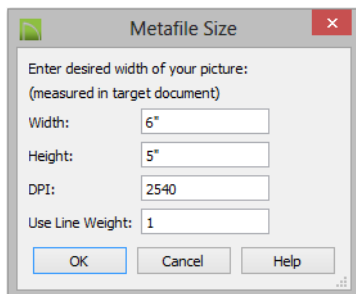 Metafile Size
Enter desired width of your picture:
(measured in target document)
Width: 6"
Height: 5"
DPI: 2540
Use Line Weight: 1
OK Cancel Help